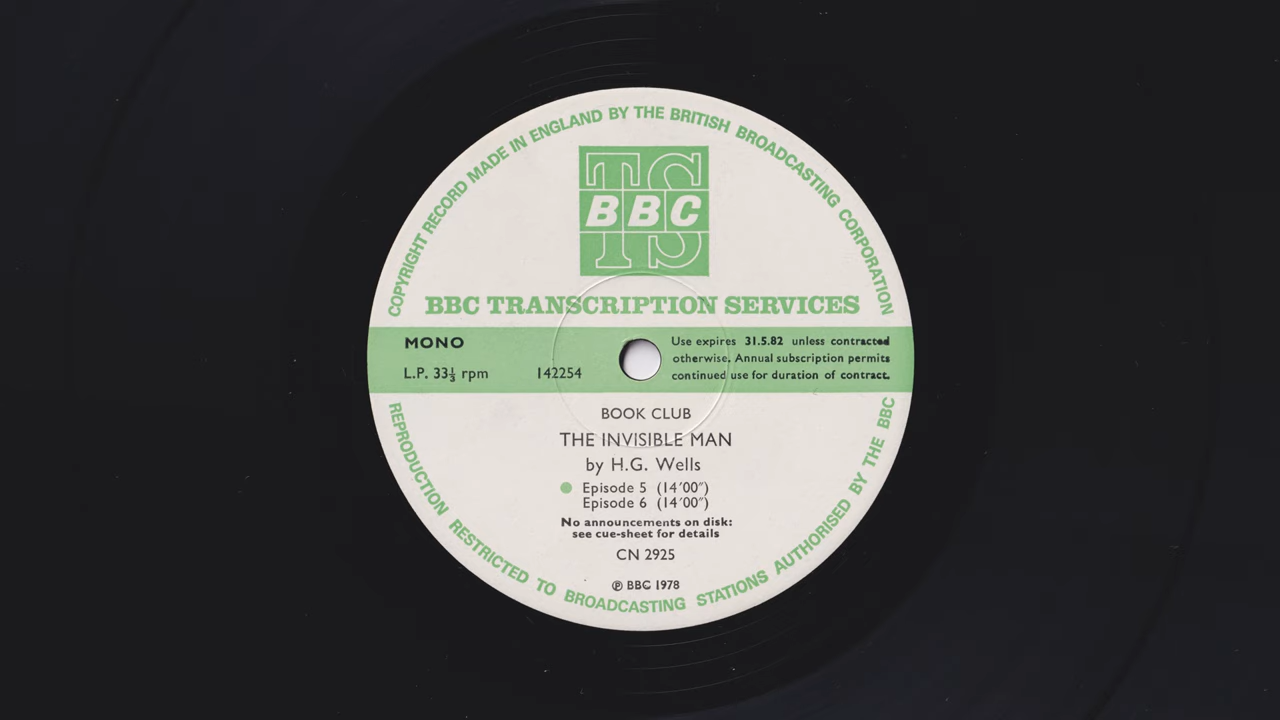 COPYRIGHT RECORD MADE IN ENGLAND BY THE BRITISH BROADCASTING CORPORATION
TS
BBC
BBC TRANSCRIPTION SERVICES
MONO
L.P. 33⅓ rpm
142254
Use expires 31.5.82 unless contracted
otherwise. Annual subscription permits
continued use for duration of contract.
BOOK CLUB
THE INVISIBLE MAN
by H.G. Wells
Episode 5 (14′00″)
Episode 6 (14′00″)
No announcements on disk:
see cue-sheet for details
CN 2925
℗ BBC 1978
REPRODUCTION RESTRICTED TO BROADCASTING STATIONS AUTHORISED BY THE BBC